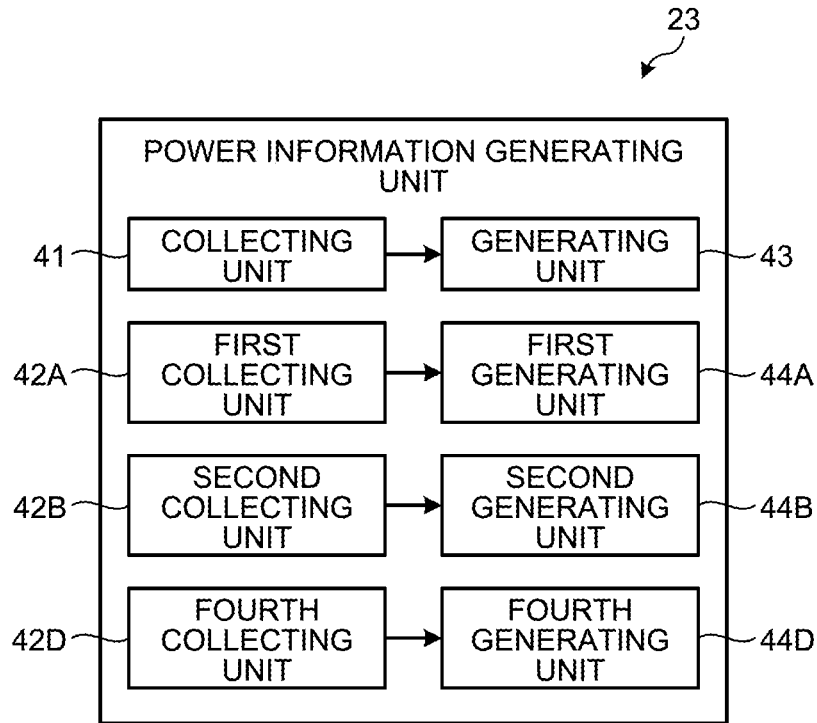 23
POWER INFORMATION GENERATING
UNIT
41
COLLECTING
UNIT
GENERATING
UNIT
43
42A
FIRST
COLLECTING
UNIT
FIRST
GENERATING
UNIT
44A
42B
SECOND
COLLECTING
UNIT
SECOND
GENERATING
UNIT
44B
42D
FOURTH
COLLECTING
UNIT
FOURTH
GENERATING
UNIT
44D